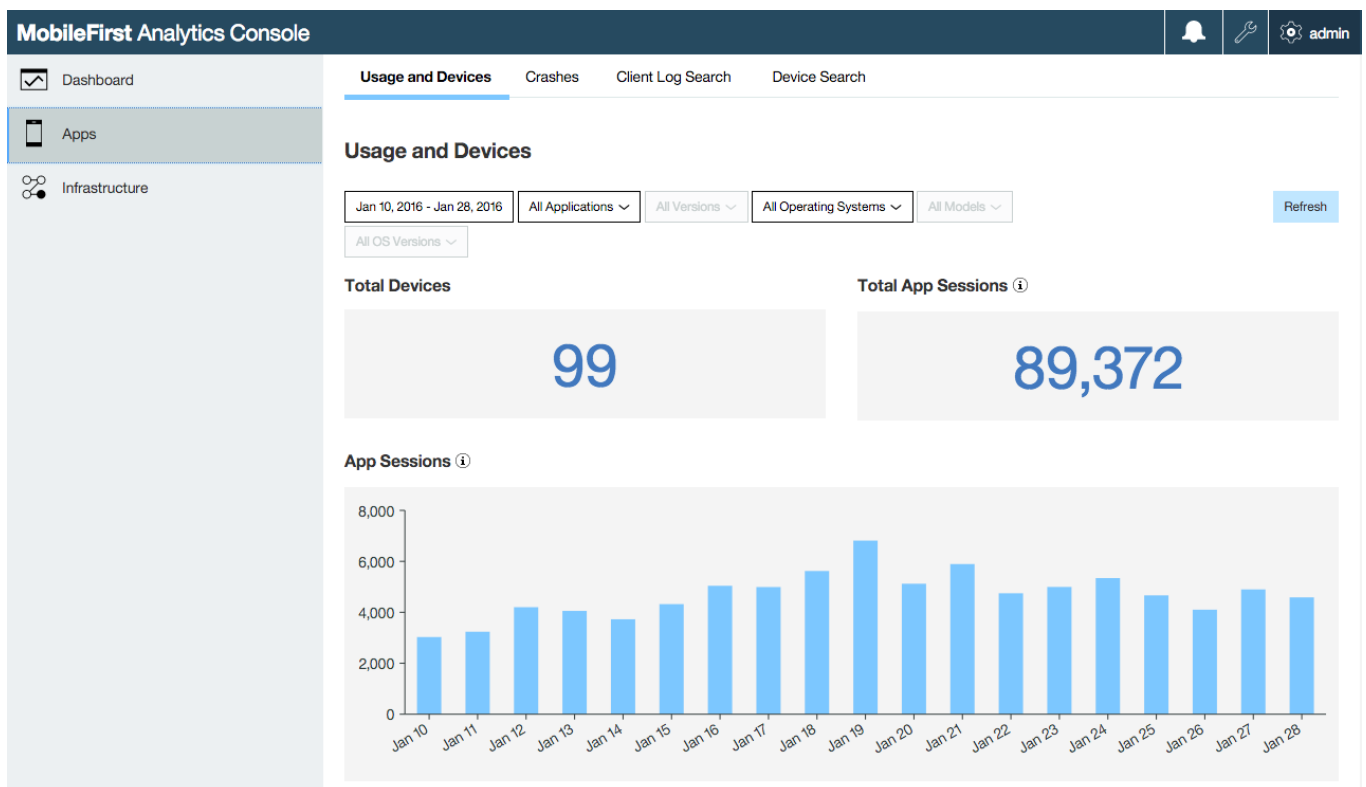 MobileFirst Analytics Console
admin
Dashboard
Apps
Infrastructure
Usage and Devices
Crashes
Client Log Search
Device Search
Usage and Devices
Jan 10, 2016 - Jan 28, 2016
All Applications
All Versions
All Operating Systems
All Models
Refresh
All OS Versions
Total Devices
Total App Sessions
99
89,372
App Sessions
8,000
6,000
4,000
2,000
0
Jan 10
Jan 11
Jan 12
Jan 13
Jan 14
Jan 15
Jan 16
Jan 17
Jan 18
Jan 19
Jan 20
Jan 21
Jan 22
Jan 23
Jan 24
Jan 25
Jan 26
Jan 27
Jan 28